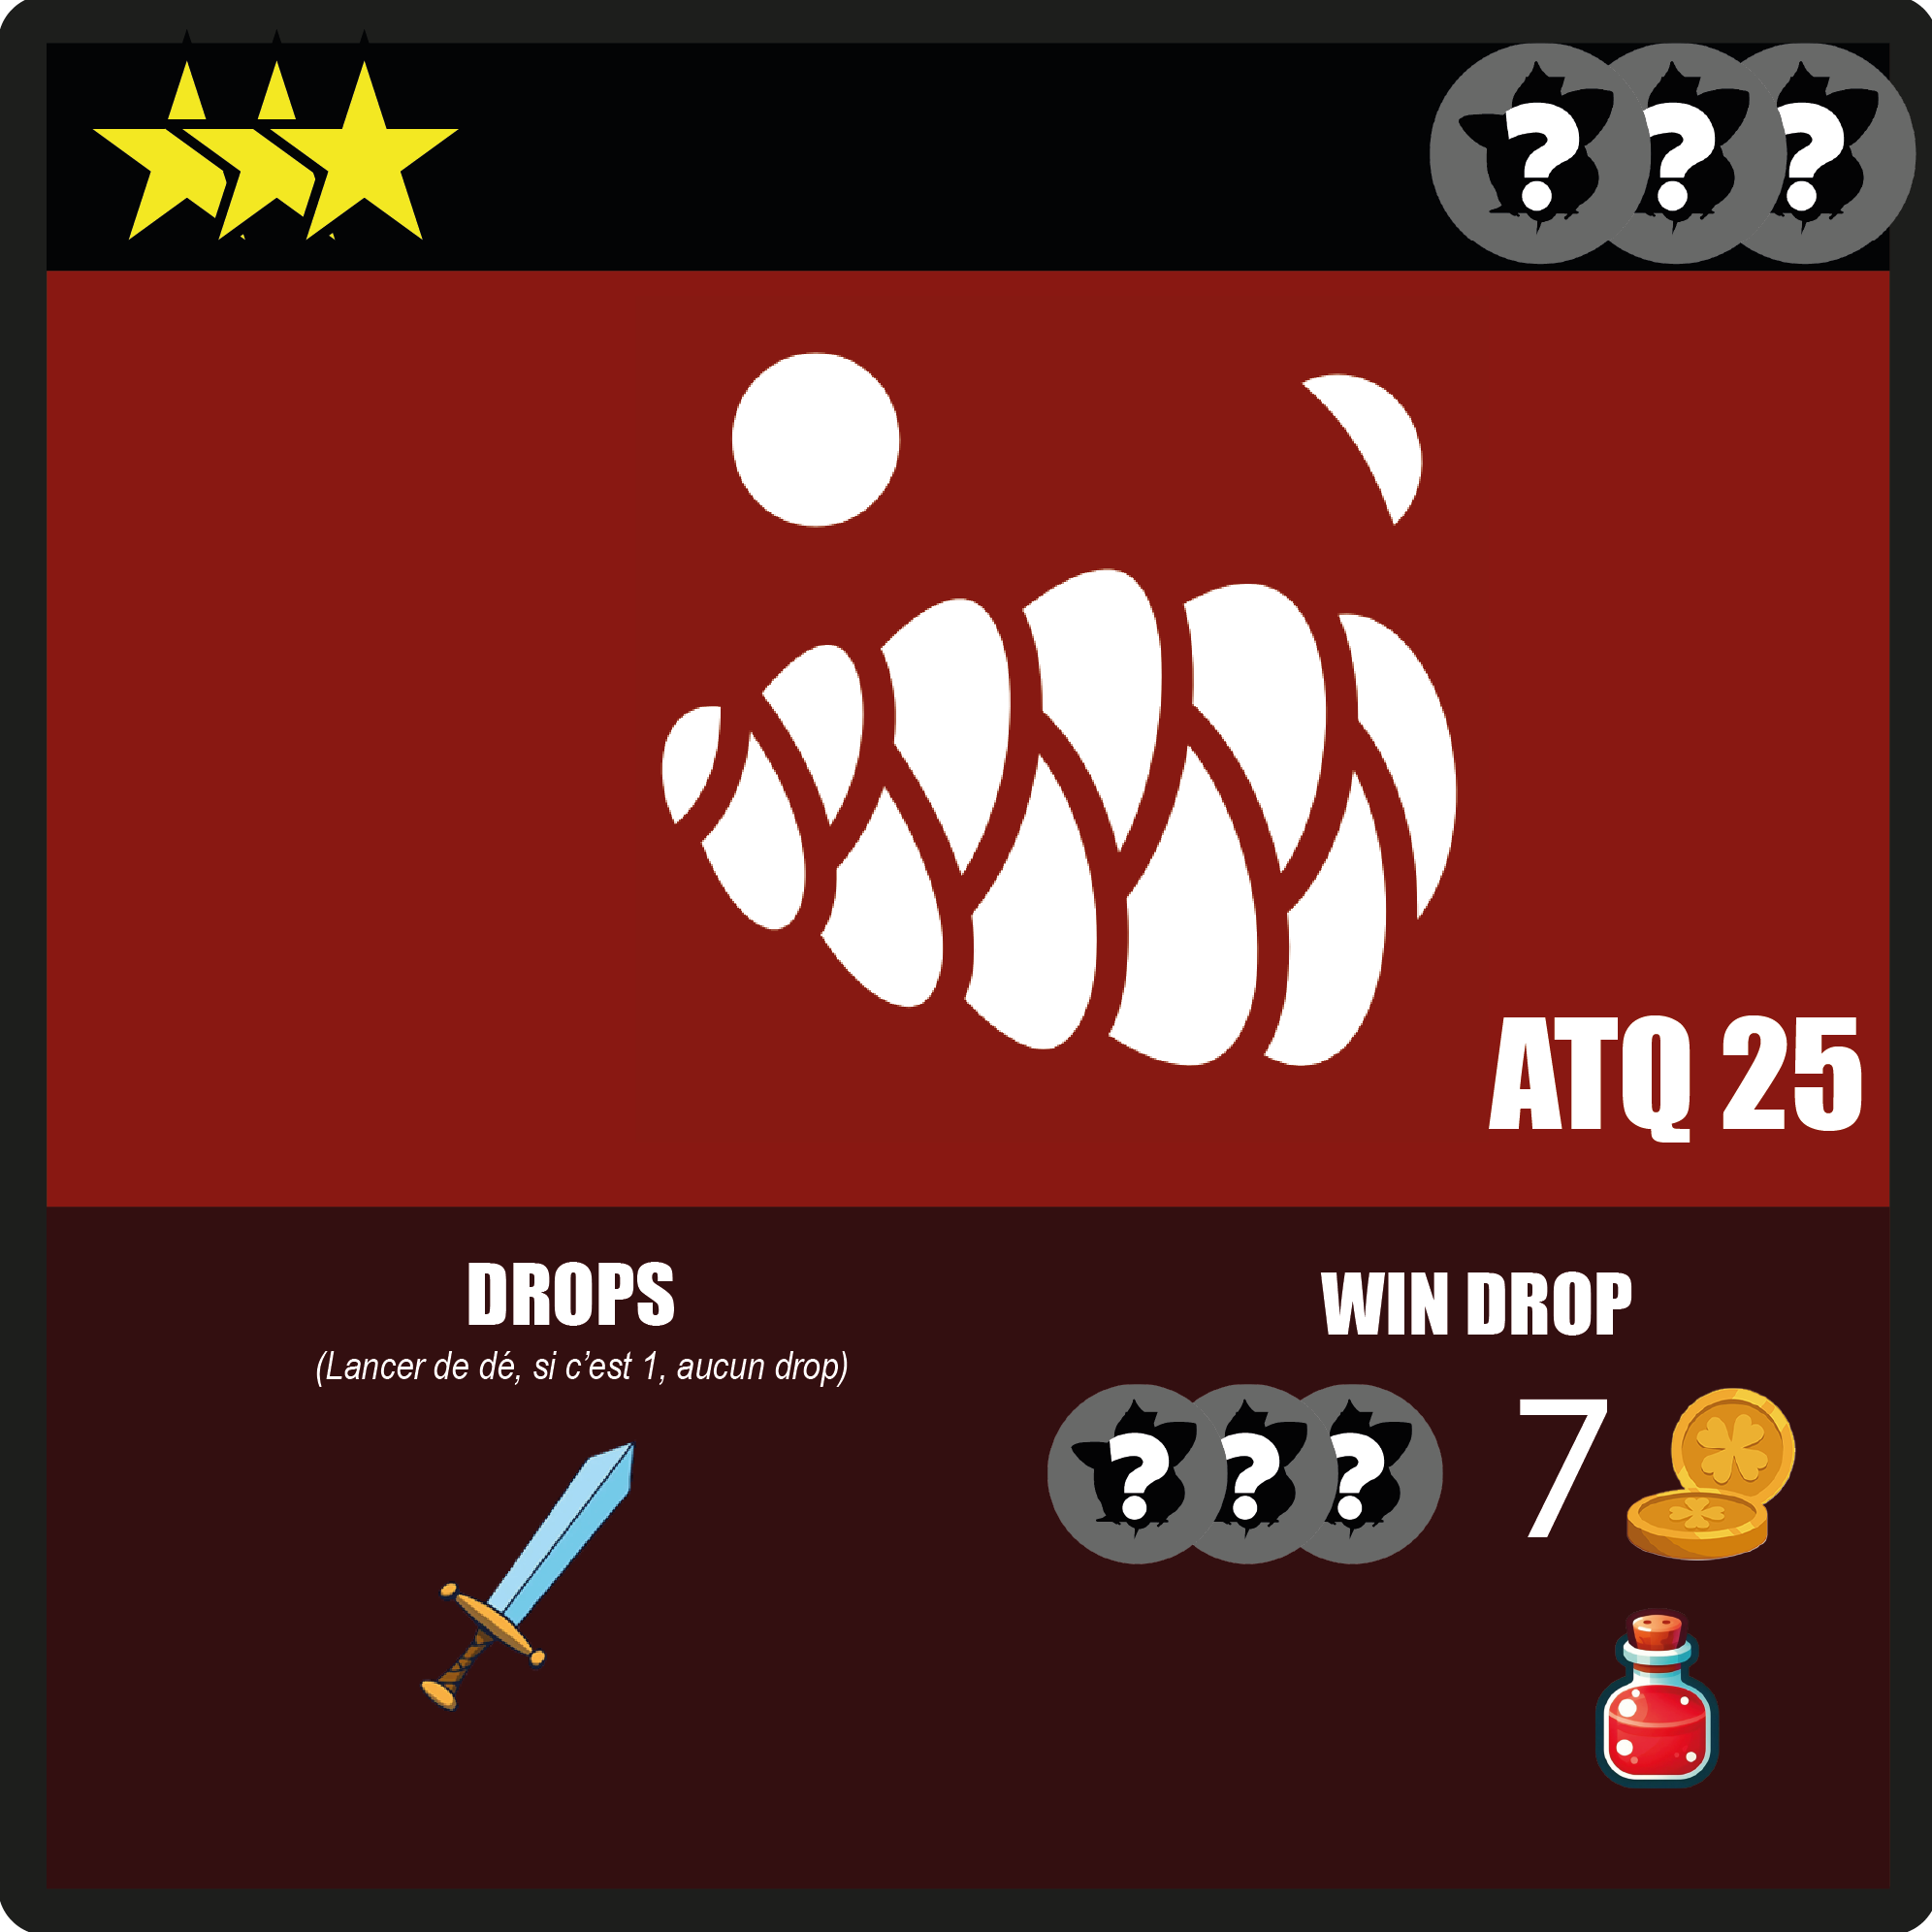 ? ? ?
ATQ 25
DROPS
(Lancer de dé, si c'est 1, aucun drop)
WIN DROP
? ? ? 7